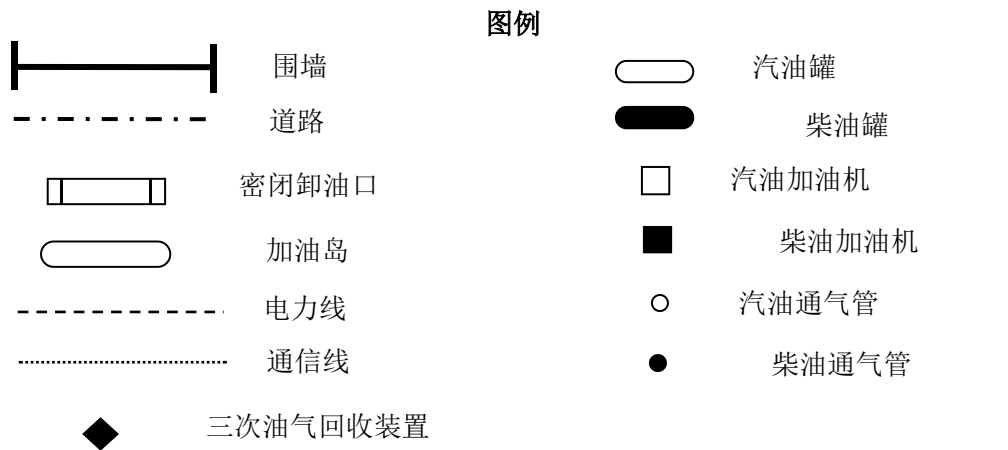 图例
围墙
道路
密闭卸油口
加油岛
电力线
通信线
三次油气回收装置
汽油罐
柴油罐
汽油加油机
柴油加油机
汽油通气管
柴油通气管